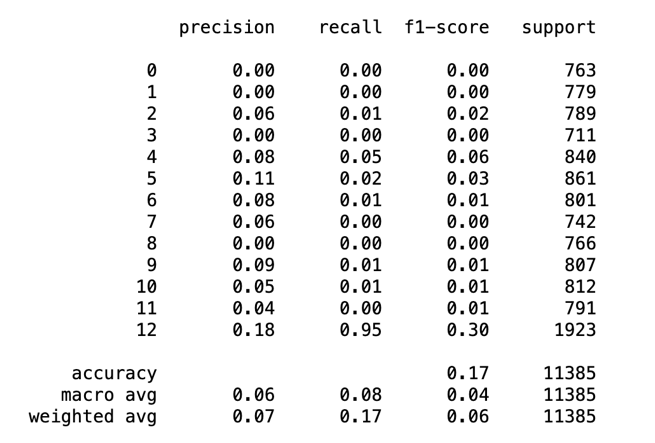 precision recall f1-score support
0 0.00 0.00 0.00 763
1 0.00 0.00 0.00 779
2 0.06 0.01 0.02 789
3 0.00 0.00 0.00 711
4 0.08 0.05 0.06 840
5 0.11 0.02 0.03 861
6 0.08 0.01 0.01 801
7 0.06 0.00 0.00 742
8 0.00 0.00 0.00 766
9 0.09 0.01 0.01 807
10 0.05 0.01 0.01 812
11 0.04 0.00 0.01 791
12 0.18 0.95 0.30 1923
accuracy 0.17 11385
macro avg 0.06 0.08 0.04 11385
weighted avg 0.07 0.17 0.06 11385